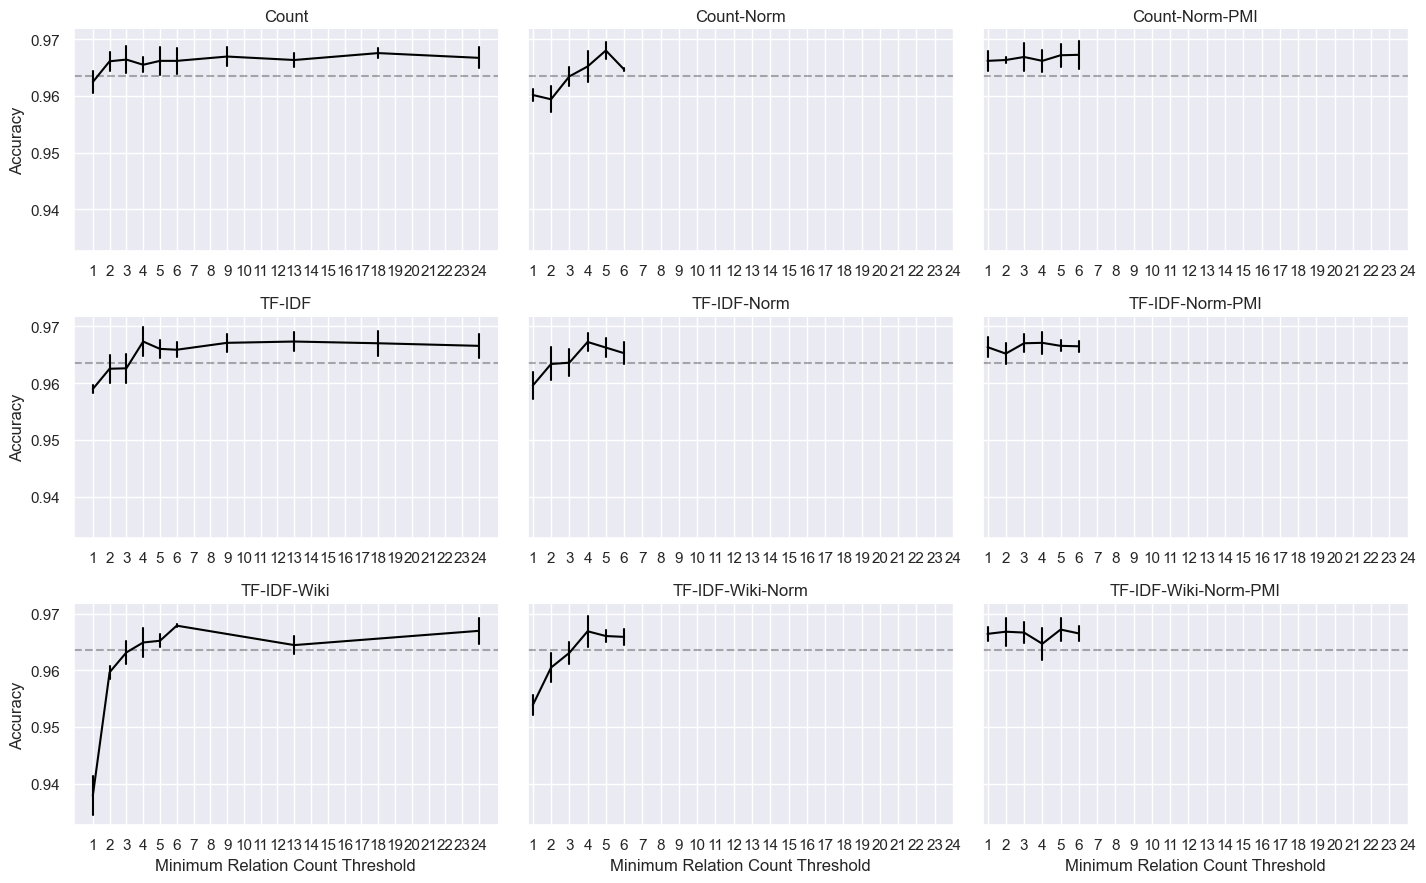 Count
Count-Norm
Count-Norm-PMI
Accuracy
0.97
0.96
0.95
0.94
1 2 3 4 5 6 7 8 9 10 11 12 13 14 15 16 17 18 19 20 21 22 23 24
1 2 3 4 5 6 7 8 9 10 11 12 13 14 15 16 17 18 19 20 21 22 23 24
1 2 3 4 5 6 7 8 9 10 11 12 13 14 15 16 17 18 19 20 21 22 23 24
TF-IDF
TF-IDF-Norm
TF-IDF-Norm-PMI
Accuracy
0.97
0.96
0.95
0.94
1 2 3 4 5 6 7 8 9 10 11 12 13 14 15 16 17 18 19 20 21 22 23 24
1 2 3 4 5 6 7 8 9 10 11 12 13 14 15 16 17 18 19 20 21 22 23 24
1 2 3 4 5 6 7 8 9 10 11 12 13 14 15 16 17 18 19 20 21 22 23 24
TF-IDF-Wiki
TF-IDF-Wiki-Norm
TF-IDF-Wiki-Norm-PMI
Accuracy
0.97
0.96
0.95
0.94
1 2 3 4 5 6 7 8 9 10 11 12 13 14 15 16 17 18 19 20 21 22 23 24
1 2 3 4 5 6 7 8 9 10 11 12 13 14 15 16 17 18 19 20 21 22 23 24
1 2 3 4 5 6 7 8 9 10 11 12 13 14 15 16 17 18 19 20 21 22 23 24
Minimum Relation Count Threshold
Minimum Relation Count Threshold
Minimum Relation Count Threshold